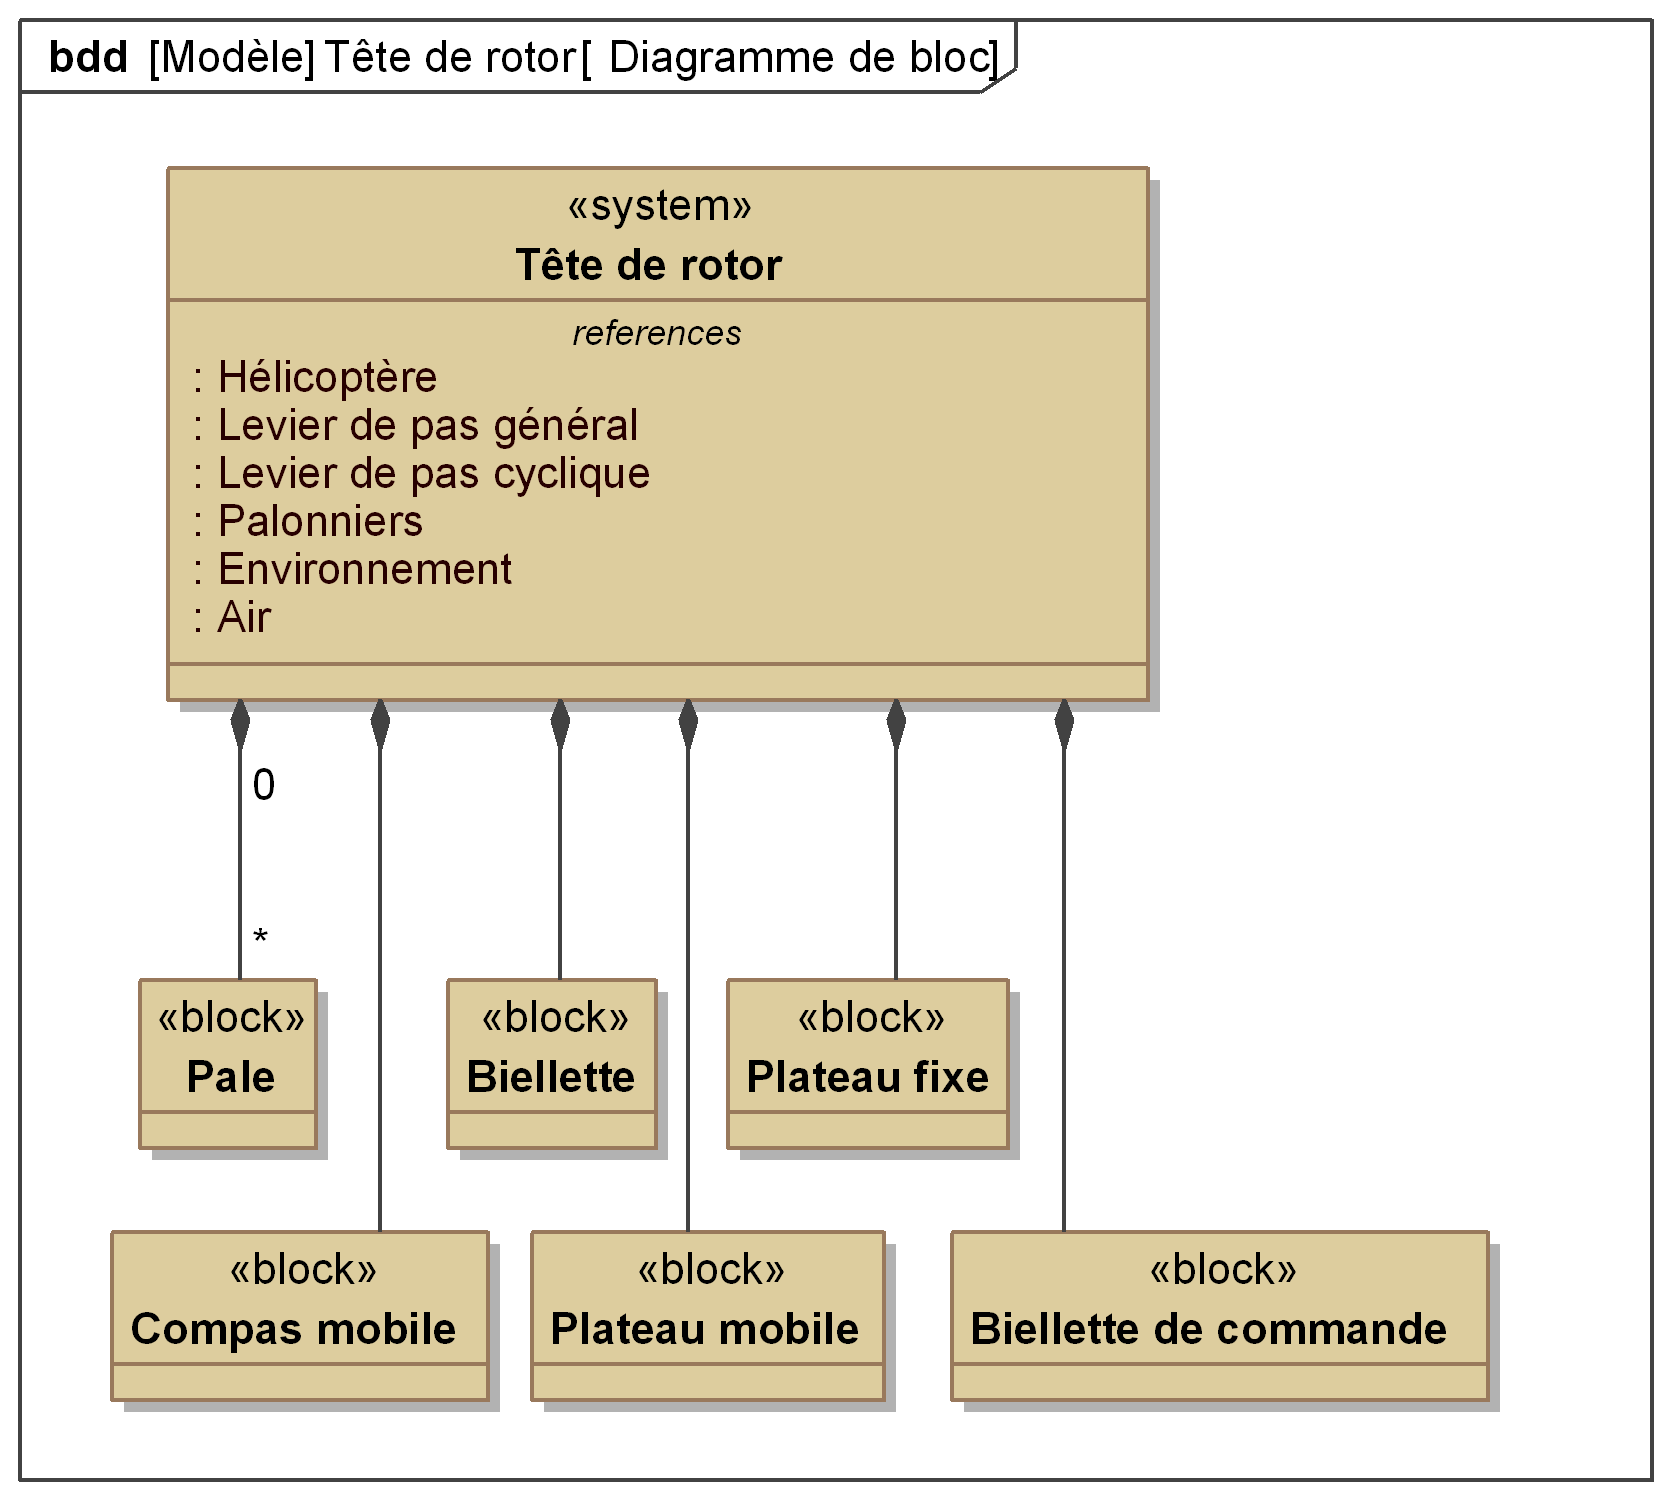 bdd [Modèle] Tête de rotor[ Diagramme de bloc]
«system»
Tête de rotor
references
: Hélicoptère
: Levier de pas général
: Levier de pas cyclique
: Palonniers
: Environnement
: Air
0
*
«block»
Pale
«block»
Biellette
«block»
Plateau fixe
«block»
Compas mobile
«block»
Plateau mobile
«block»
Biellette de commande